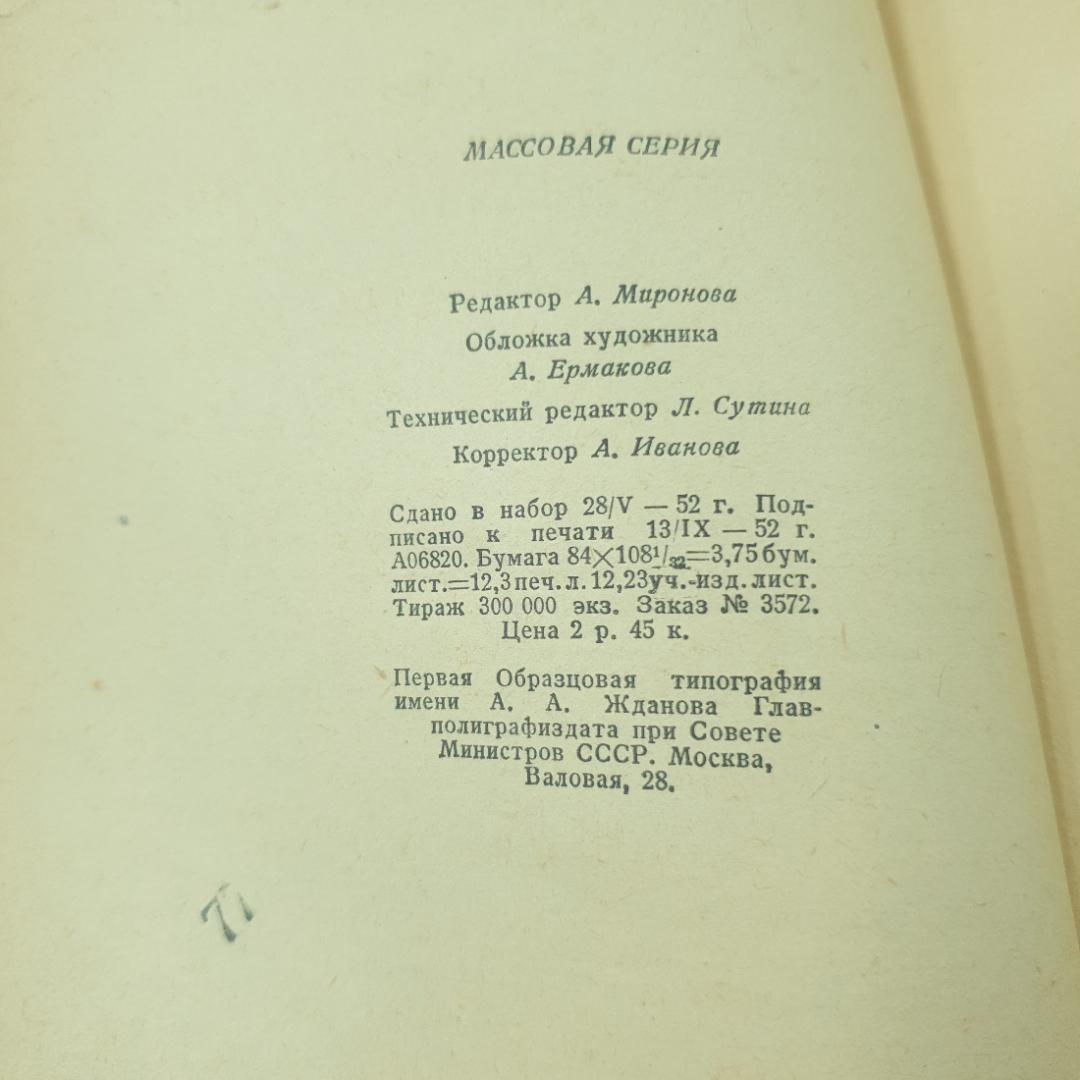 МАССОВАЯ СЕРИЯ
Редактор А. Миронова
Обложка художника
А. Ермакова
Технический редактор Л. Сутина
Корректор А. Иванова
Сдано в набор 28/V — 52 г. Под-
писано к печати 13/IX — 52 г.
А06820. Бумага 84×108¹/₃₂=3,75 бум.
лист.=12,3 печ. л. 12,23 уч.-изд. лист.
Тираж 300 000 экз. Заказ № 3572.
Цена 2 р. 45 к.
Первая Образцовая типография
имени А. А. Жданова Глав-
полиграфиздата при Совете
Министров СССР. Москва,
Валовая, 28.